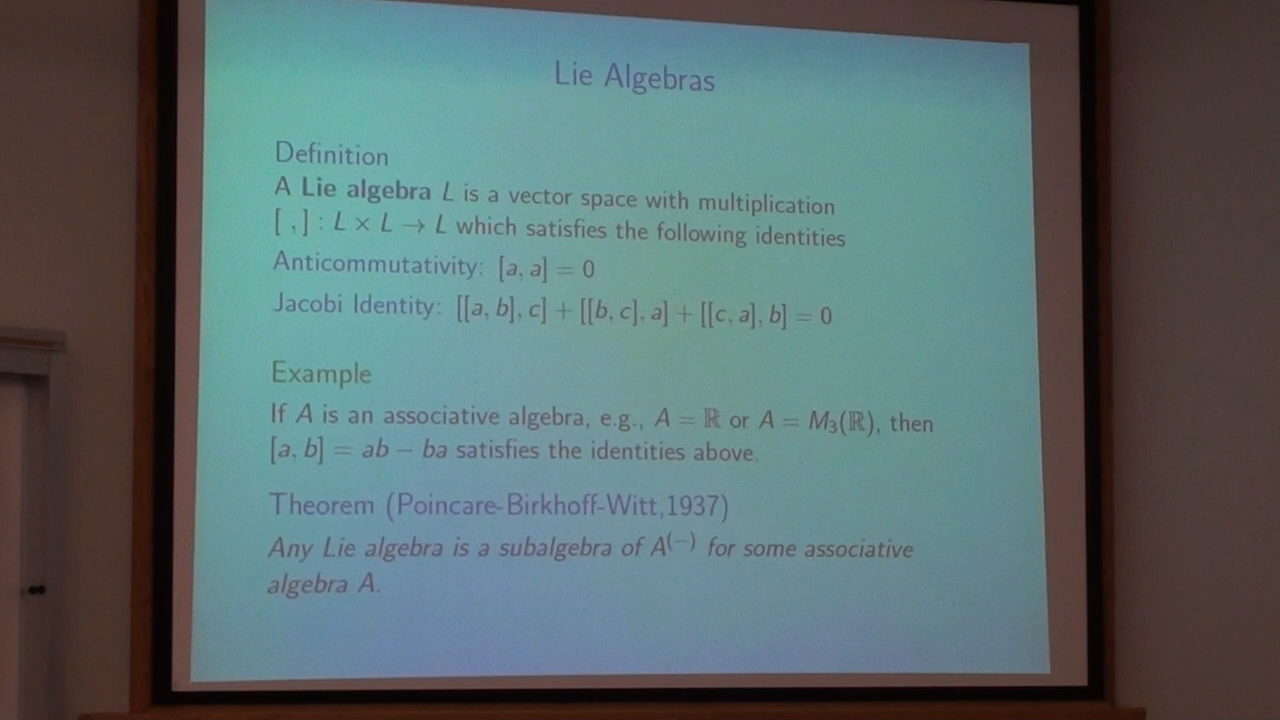 Lie Algebras
Definition
A Lie algebra L is a vector space with multiplication
[ , ] : L × L → L which satisfies the following identities
Anticommutativity: [a, a] = 0
Jacobi Identity: [[a, b], c] + [[b, c], a] + [[c, a], b] = 0
Example
If A is an associative algebra, e.g., A = ℝ or A = M₃(ℝ), then
[a, b] = ab − ba satisfies the identities above.
Theorem (Poincare-Birkhoff-Witt,1937)
Any Lie algebra is a subalgebra of A⁽⁻⁾ for some associative
algebra A.